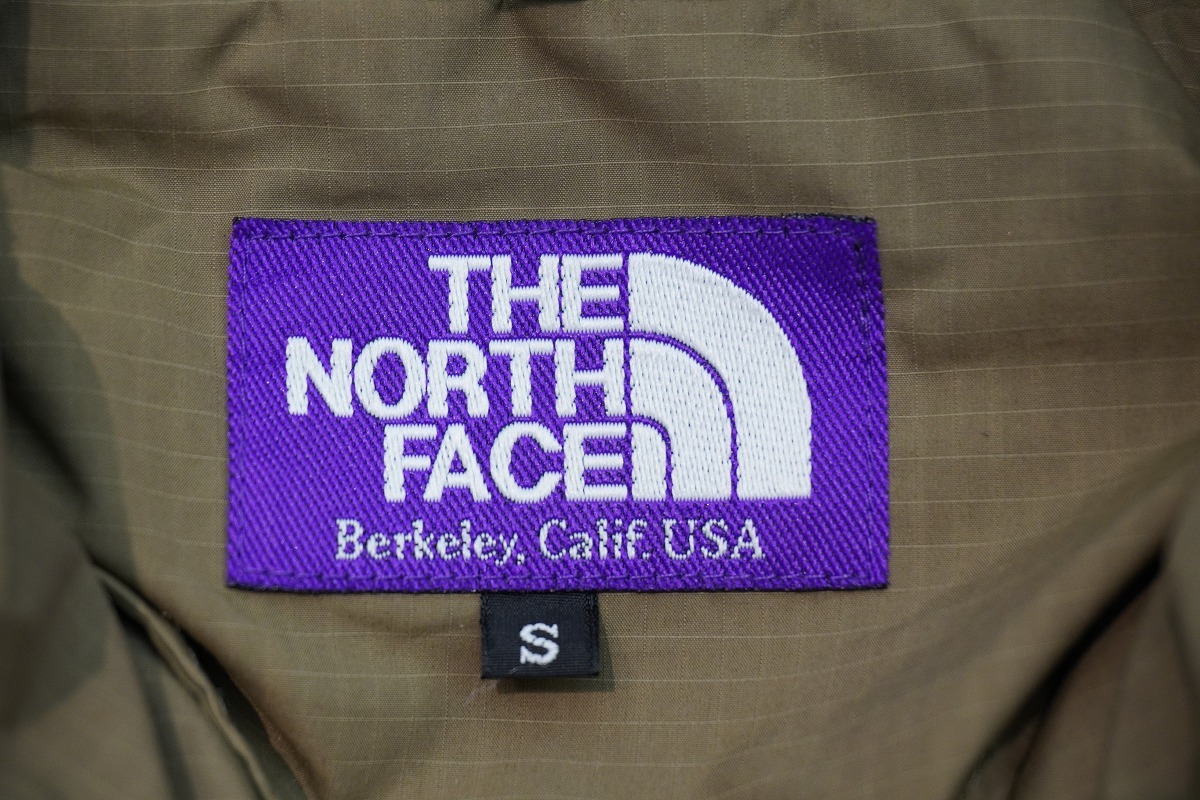 THE
NORTH
FACE
Berkeley, Calif. USA
S